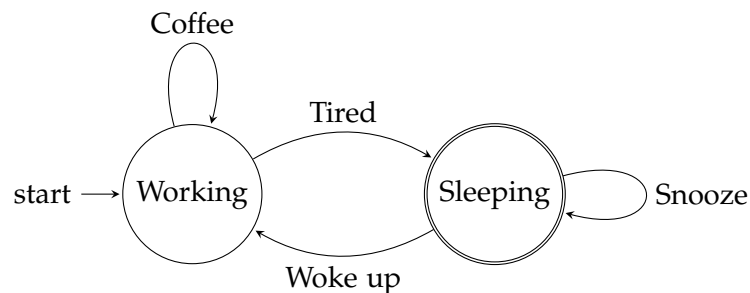 Coffee
Tired
start
Working
Sleeping
Snooze
Woke up